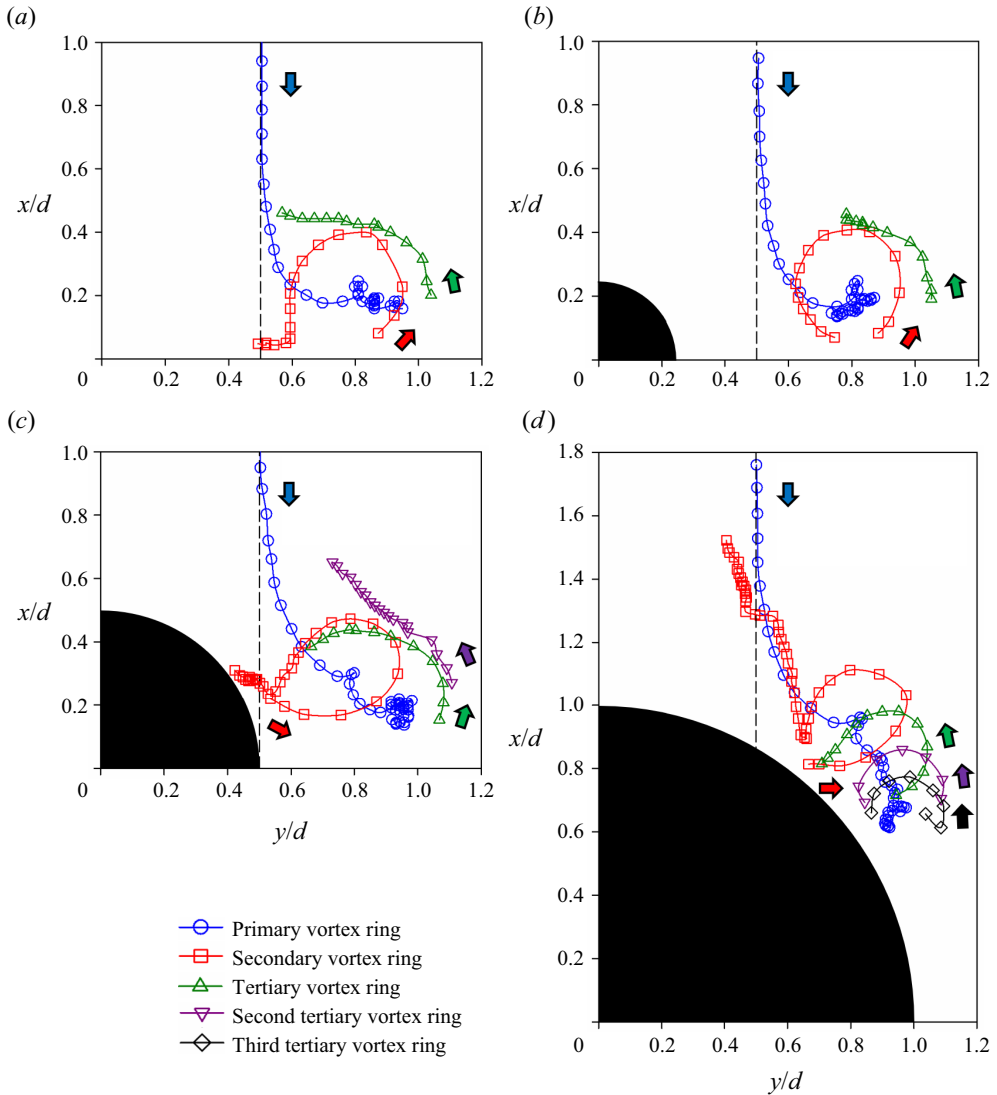 (a)
(b)
1.0
0.8
0.6
x/d
0.4
0.2
0 0.2 0.4 0.6 0.8 1.0 1.2
1.0
0.8
0.6
x/d
0.4
0.2
0 0.2 0.4 0.6 0.8 1.0 1.2
(c)
(d)
1.0
0.8
0.6
x/d
0.4
0.2
0 0.2 0.4 0.6 0.8 1.0 1.2
y/d
1.8
1.6
1.4
1.2
x/d
1.0
0.8
0.6
0.4
0.2
0 0.2 0.4 0.6 0.8 1.0 1.2
y/d
Primary vortex ring
Secondary vortex ring
Tertiary vortex ring
Second tertiary vortex ring
Third tertiary vortex ring